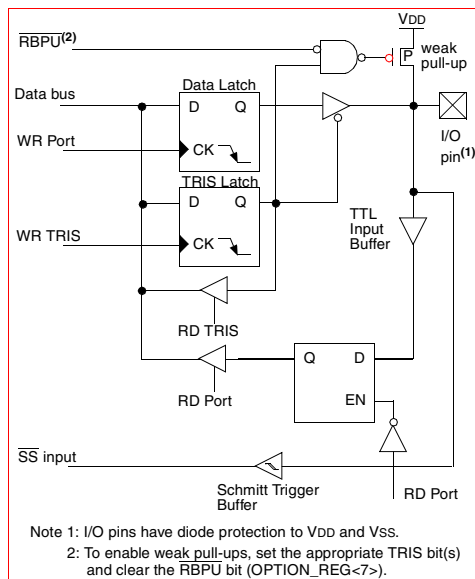 VDD
RBPU(2)
weak
P
pull-up
Data Latch
Data bus
D Q
WR Port
CK
I/O
pin(1)
TRIS Latch
D Q
TTL
Input
Buffer
WR TRIS
CK
RD TRIS
Q D
RD Port
EN
SS input
Schmitt Trigger
Buffer
RD Port
Note 1: I/O pins have diode protection to VDD and VSS.
2: To enable weak pull-ups, set the appropriate TRIS bit(s)
and clear the RBPU bit (OPTION_REG<7>).